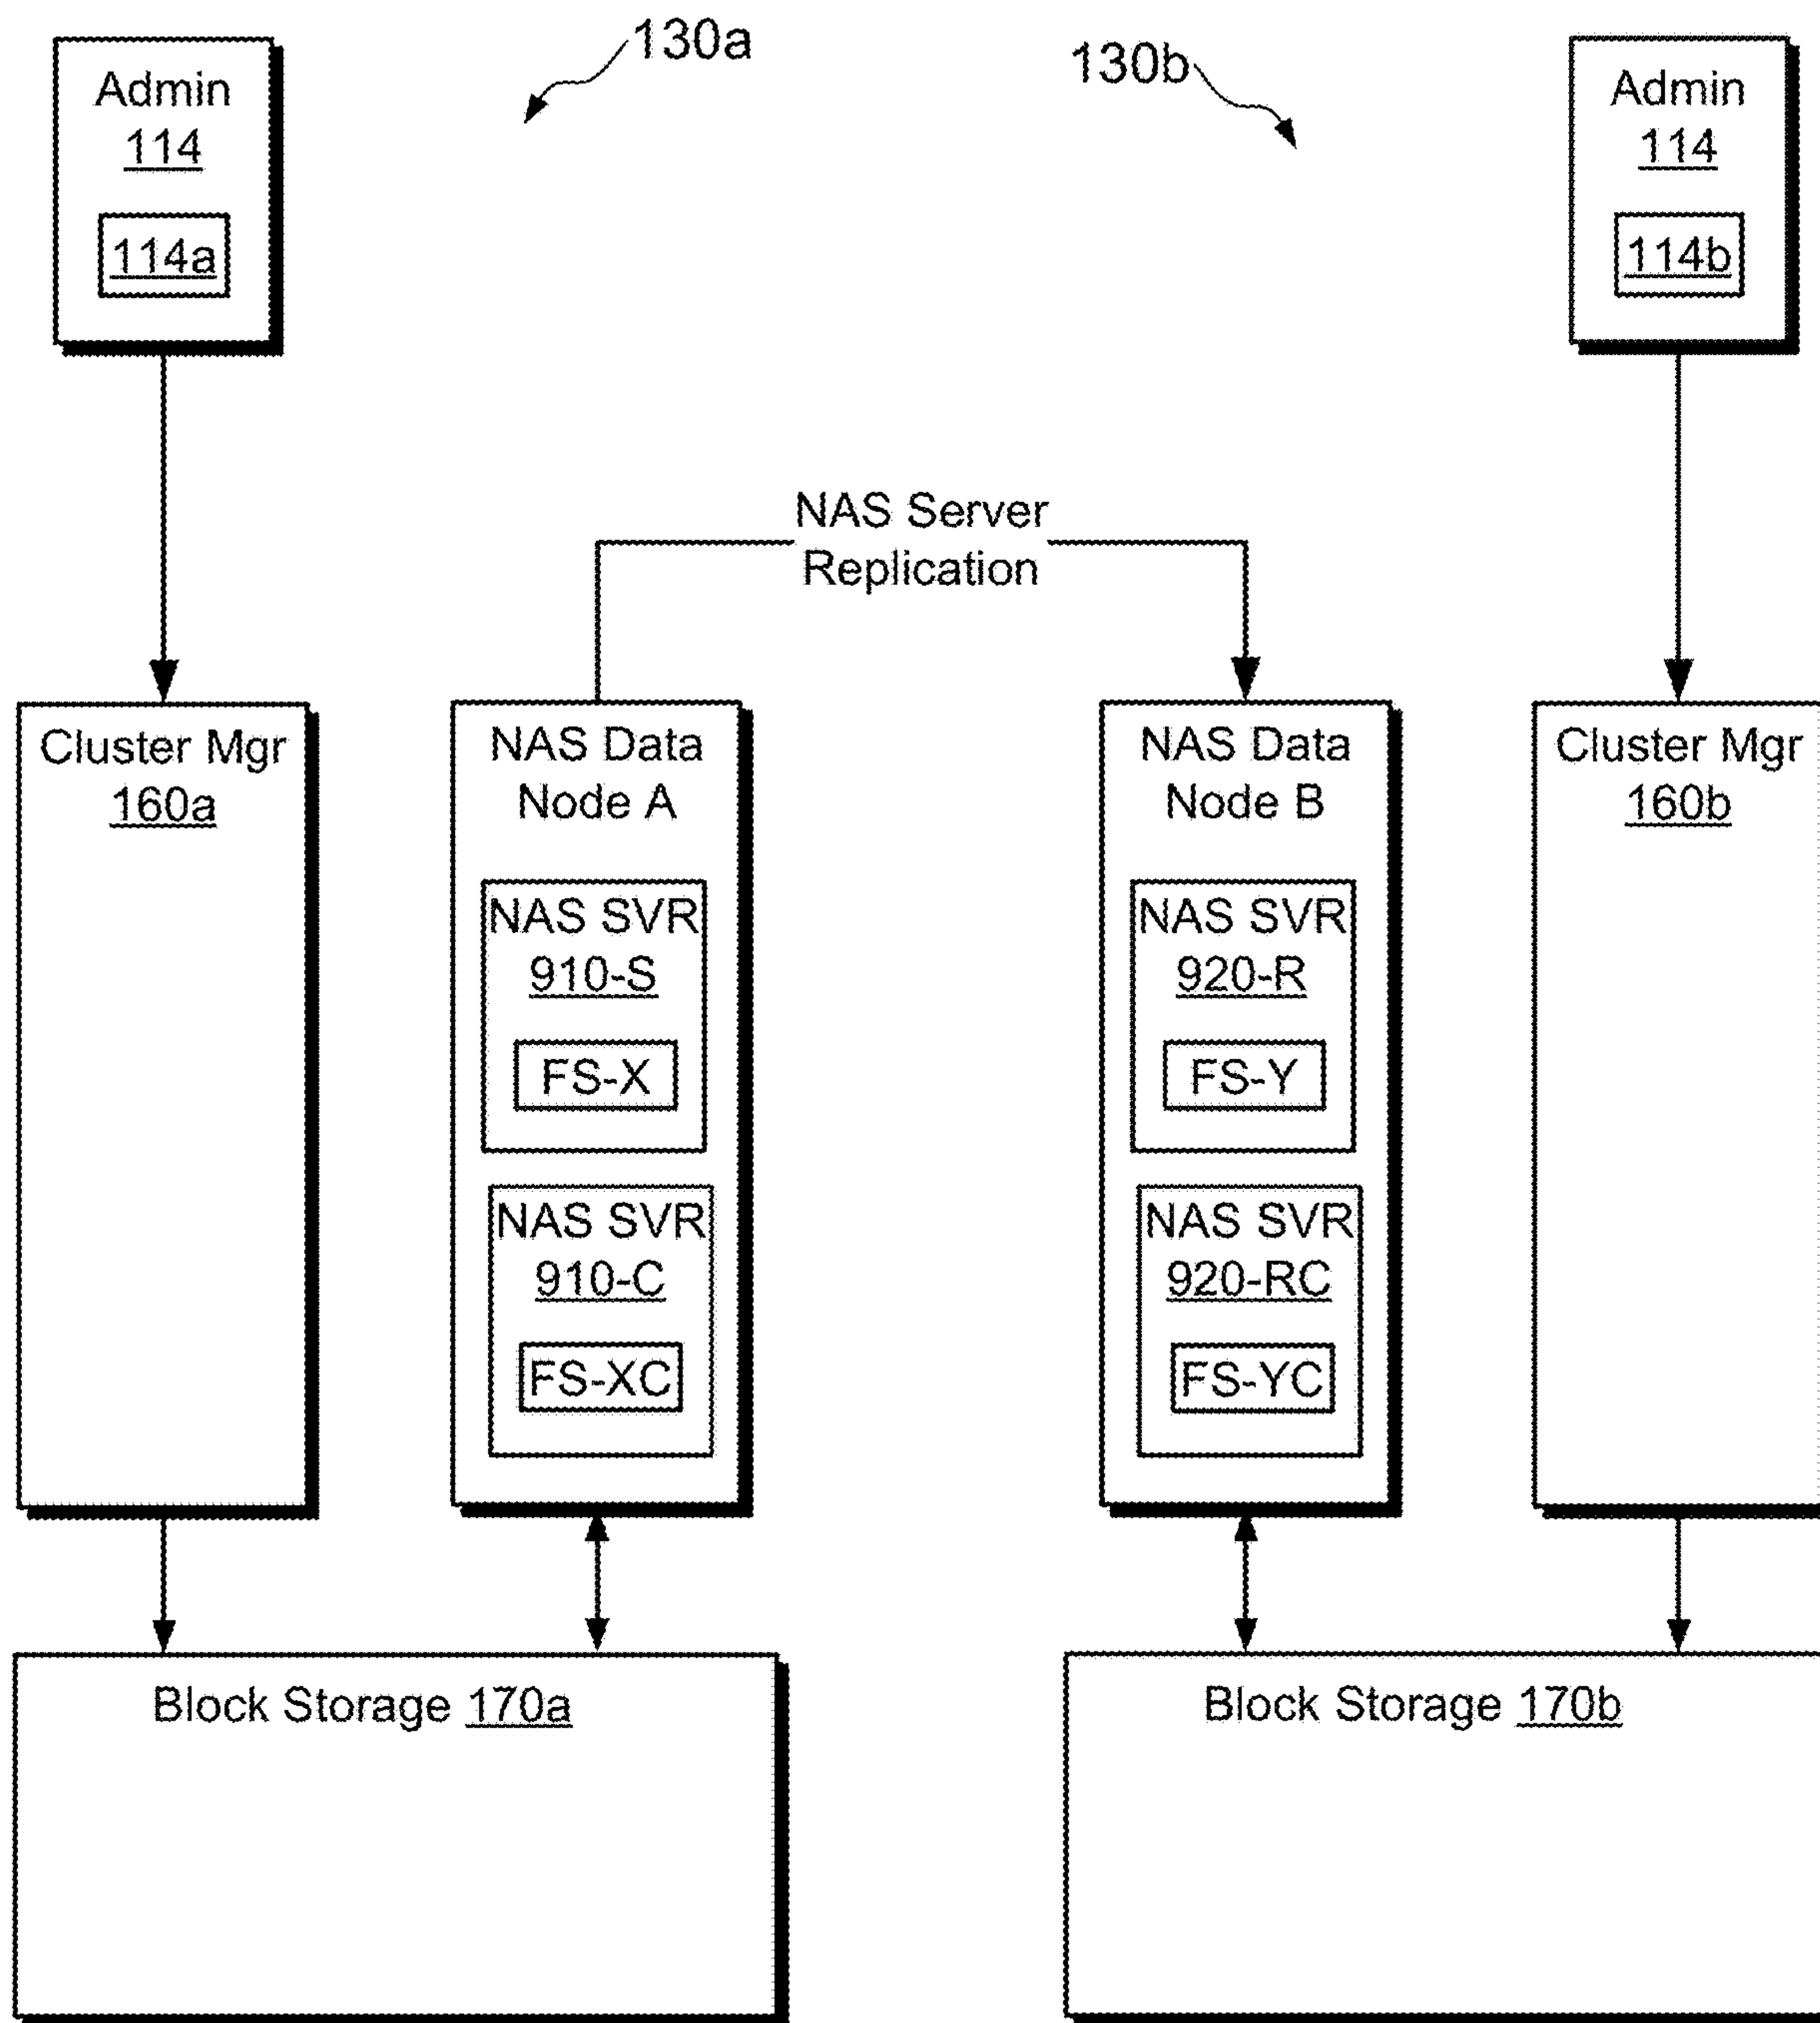 130a
130b
Admin
114
114a
Admin
114
114b
NAS Server
Replication
Cluster Mgr
160a
NAS Data
Node A
NAS SVR
910-S
FS-X
NAS SVR
910-C
FS-XC
NAS Data
Node B
NAS SVR
920-R
FS-Y
NAS SVR
920-RC
FS-YC
Cluster Mgr
160b
Block Storage 170a
Block Storage 170b